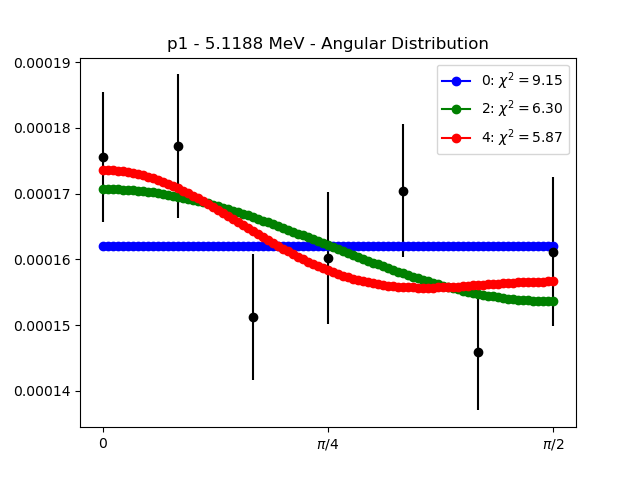 p1 - 5.1188 MeV - Angular Distribution
0.00019
0.00018
0.00017
0.00016
0.00015
0.00014
0: χ² = 9.15
2: χ² = 6.30
4: χ² = 5.87
0
π/4
π/2